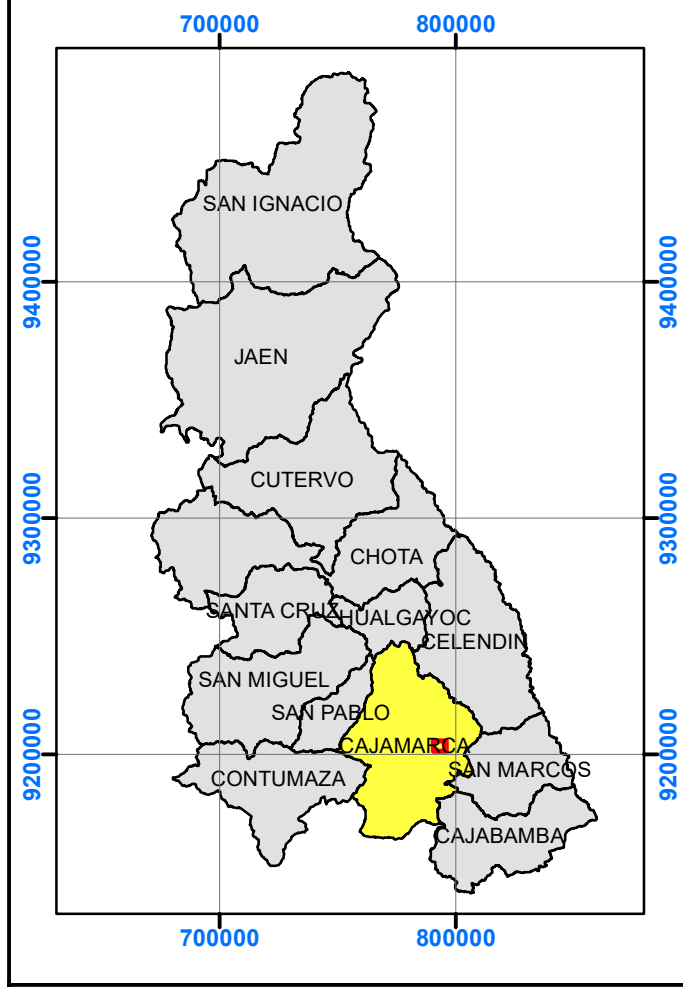 700000 800000
SAN IGNACIO
9400000 9400000
JAEN
CUTERVO
9300000 9300000
CHOTA
SANTA CRUZ
HUALGAYOC
CELENDIN
SAN MIGUEL
SAN PABLO
CAJAMARCA
9200000 9200000
SAN MARCOS
CONTUMAZA
CAJABAMBA
700000 800000